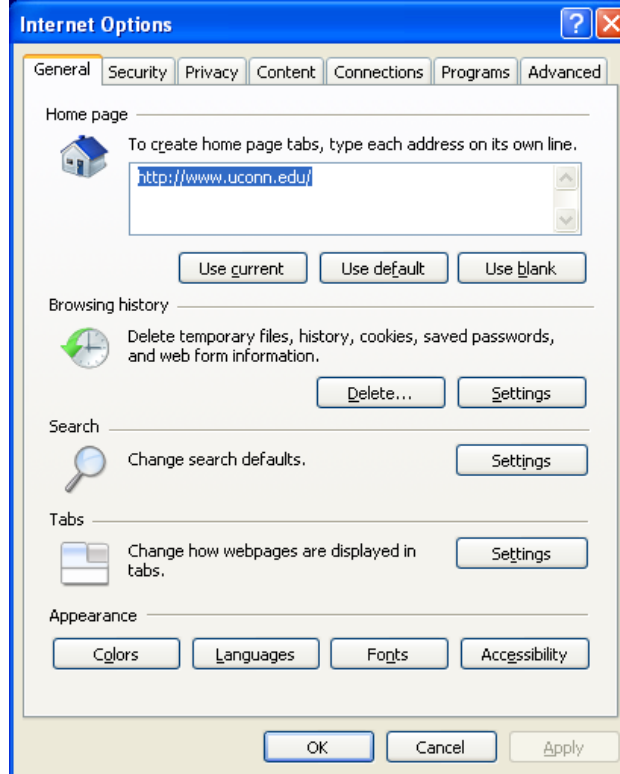 Internet Options
General Security Privacy Content Connections Programs Advanced
Home page
To create home page tabs, type each address on its own line.
http://www.uconn.edu/
Use current Use default Use blank
Browsing history
Delete temporary files, history, cookies, saved passwords,
and web form information.
Delete... Settings
Search
Change search defaults. Settings
Tabs
Change how webpages are displayed in
tabs. Settings
Appearance
Colors Languages Fonts Accessibility
OK Cancel Apply